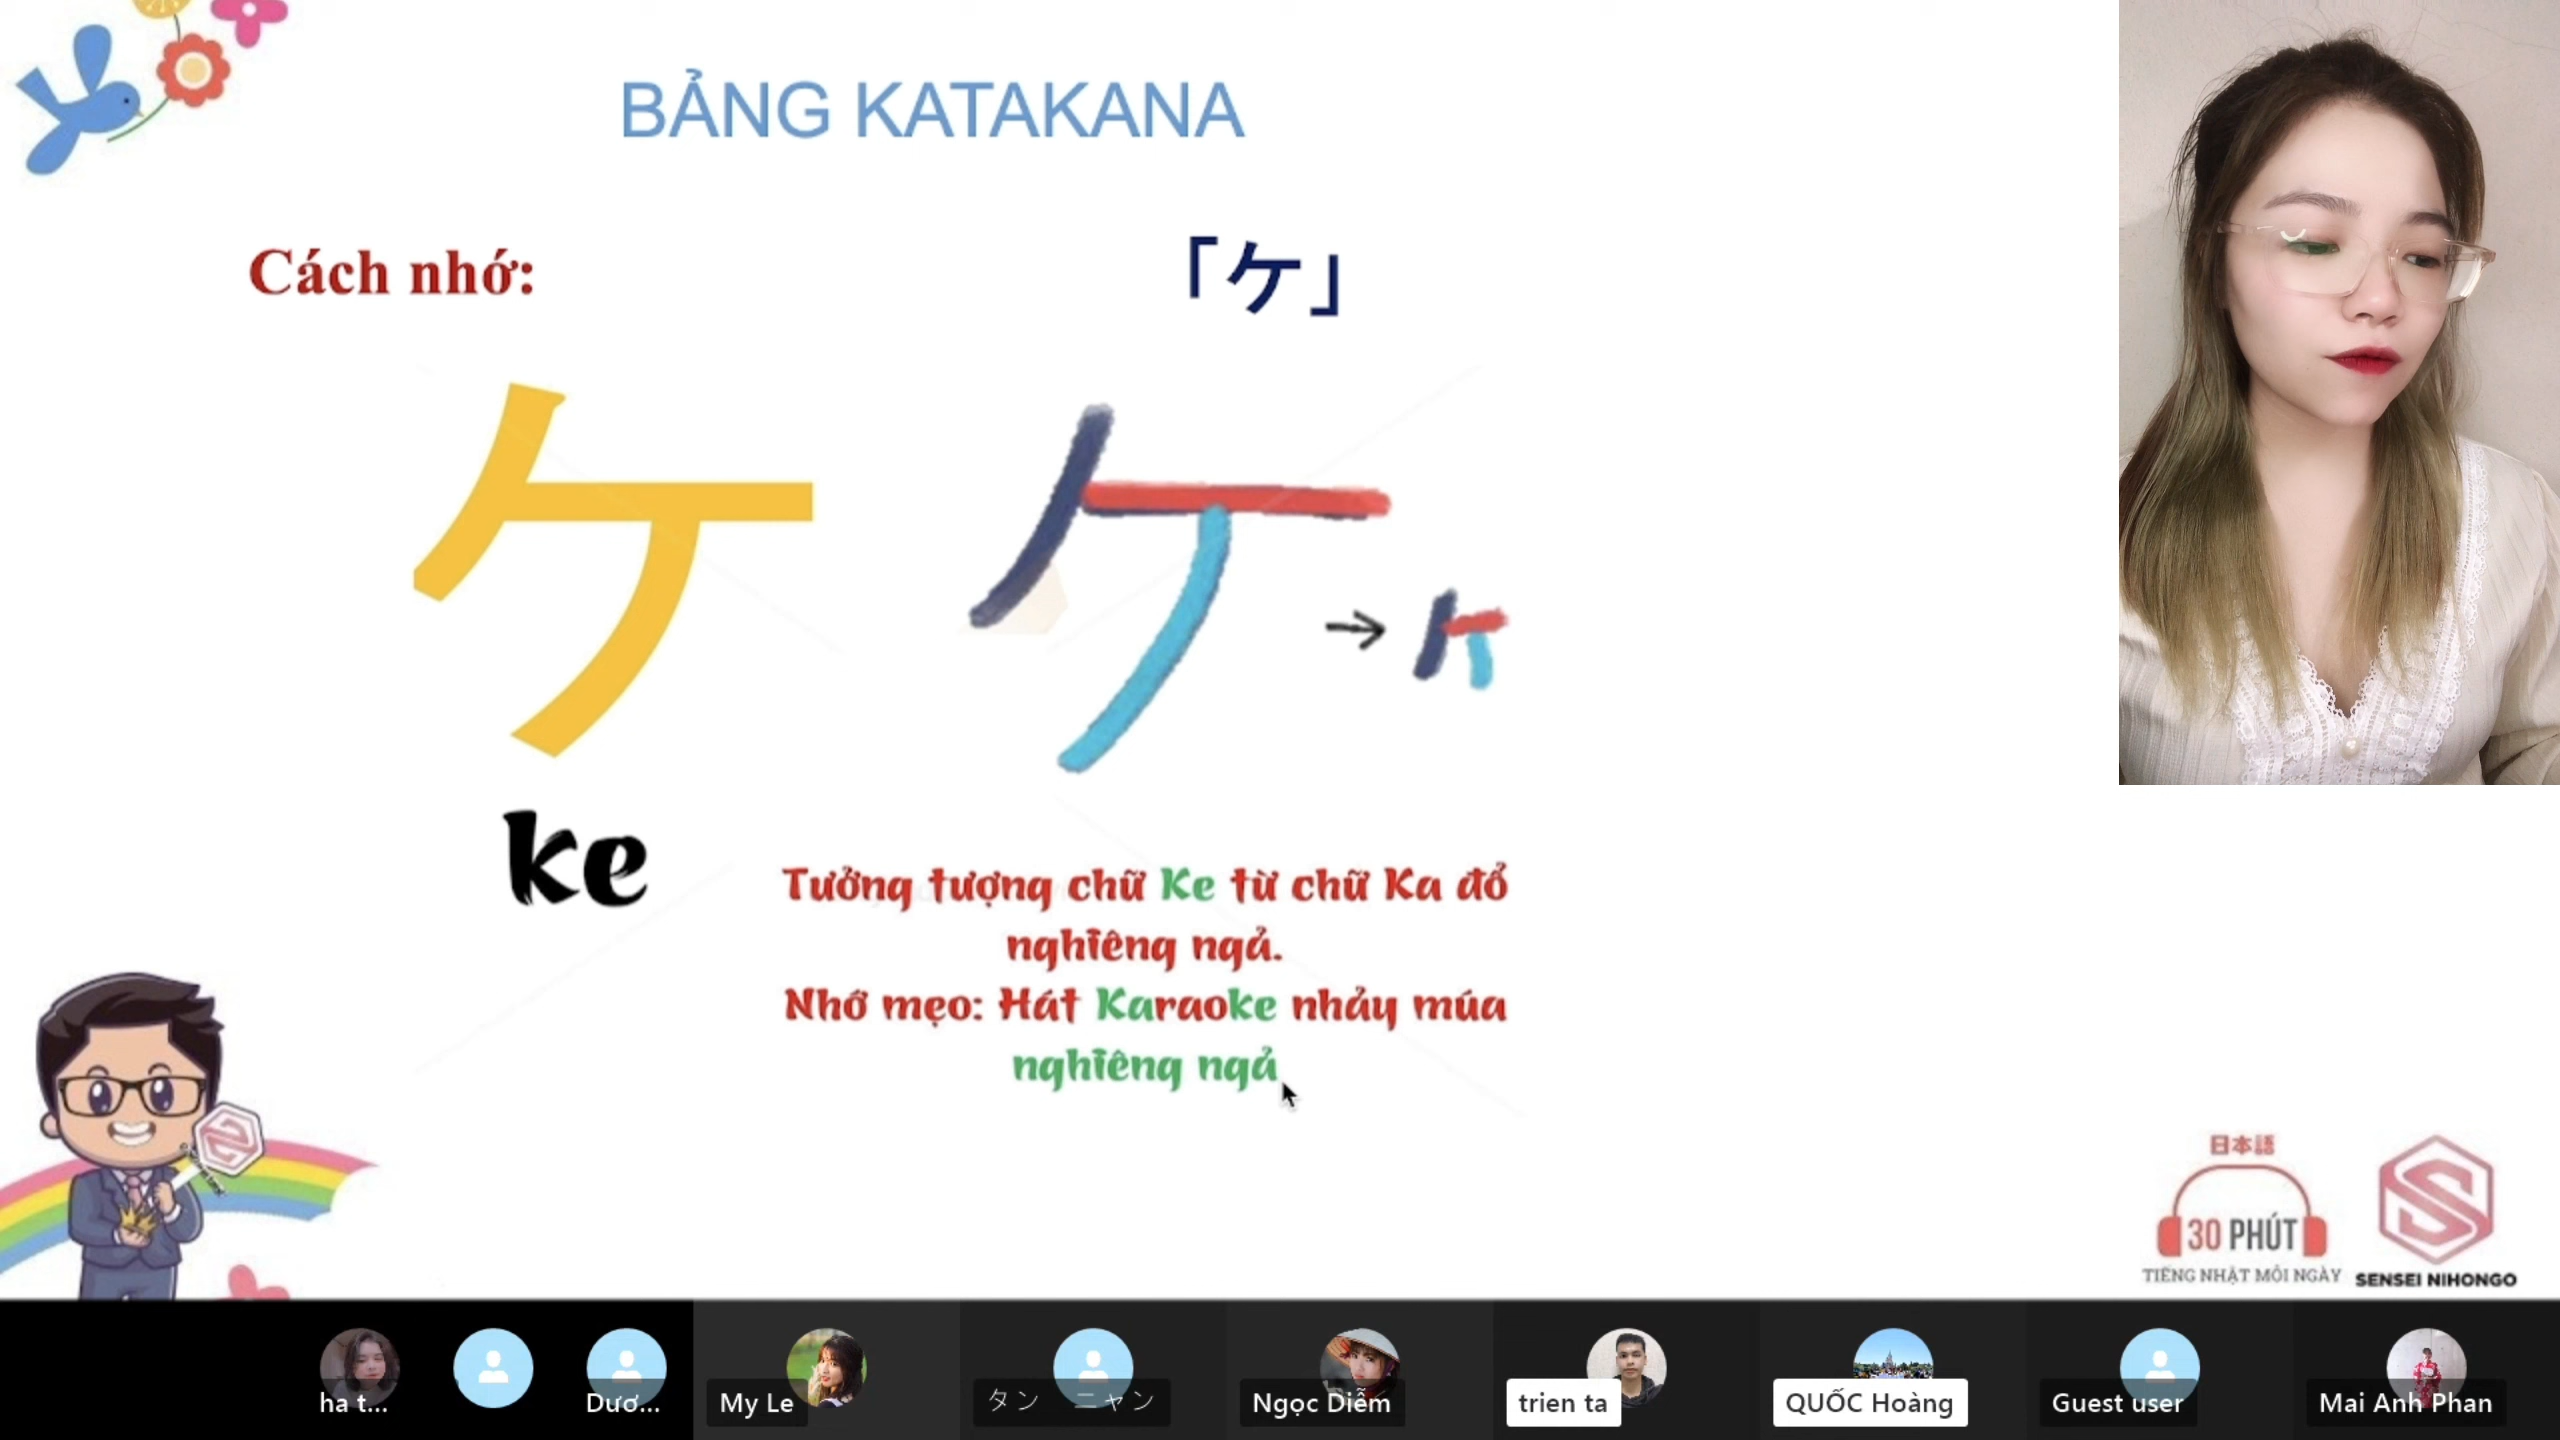 BẢNG KATAKANA
Cách nhớ:
「ケ」
ケ
ケ
→ k
ke
Tưởng tượng chữ Ke từ chữ Ka đổ
nghiêng ngả.
Nhớ mẹo: Hát Karaoke nhảy múa
nghiêng ngả
日本語
30 PHÚT
TIẾNG NHẬT MỖI NGÀY
SENSEI NIHONGO
ha t...
Dươ...
My Le
タン ニャン
Ngọc Diễm
trien ta
QUỐC Hoàng
Guest user
Mai Anh Phan